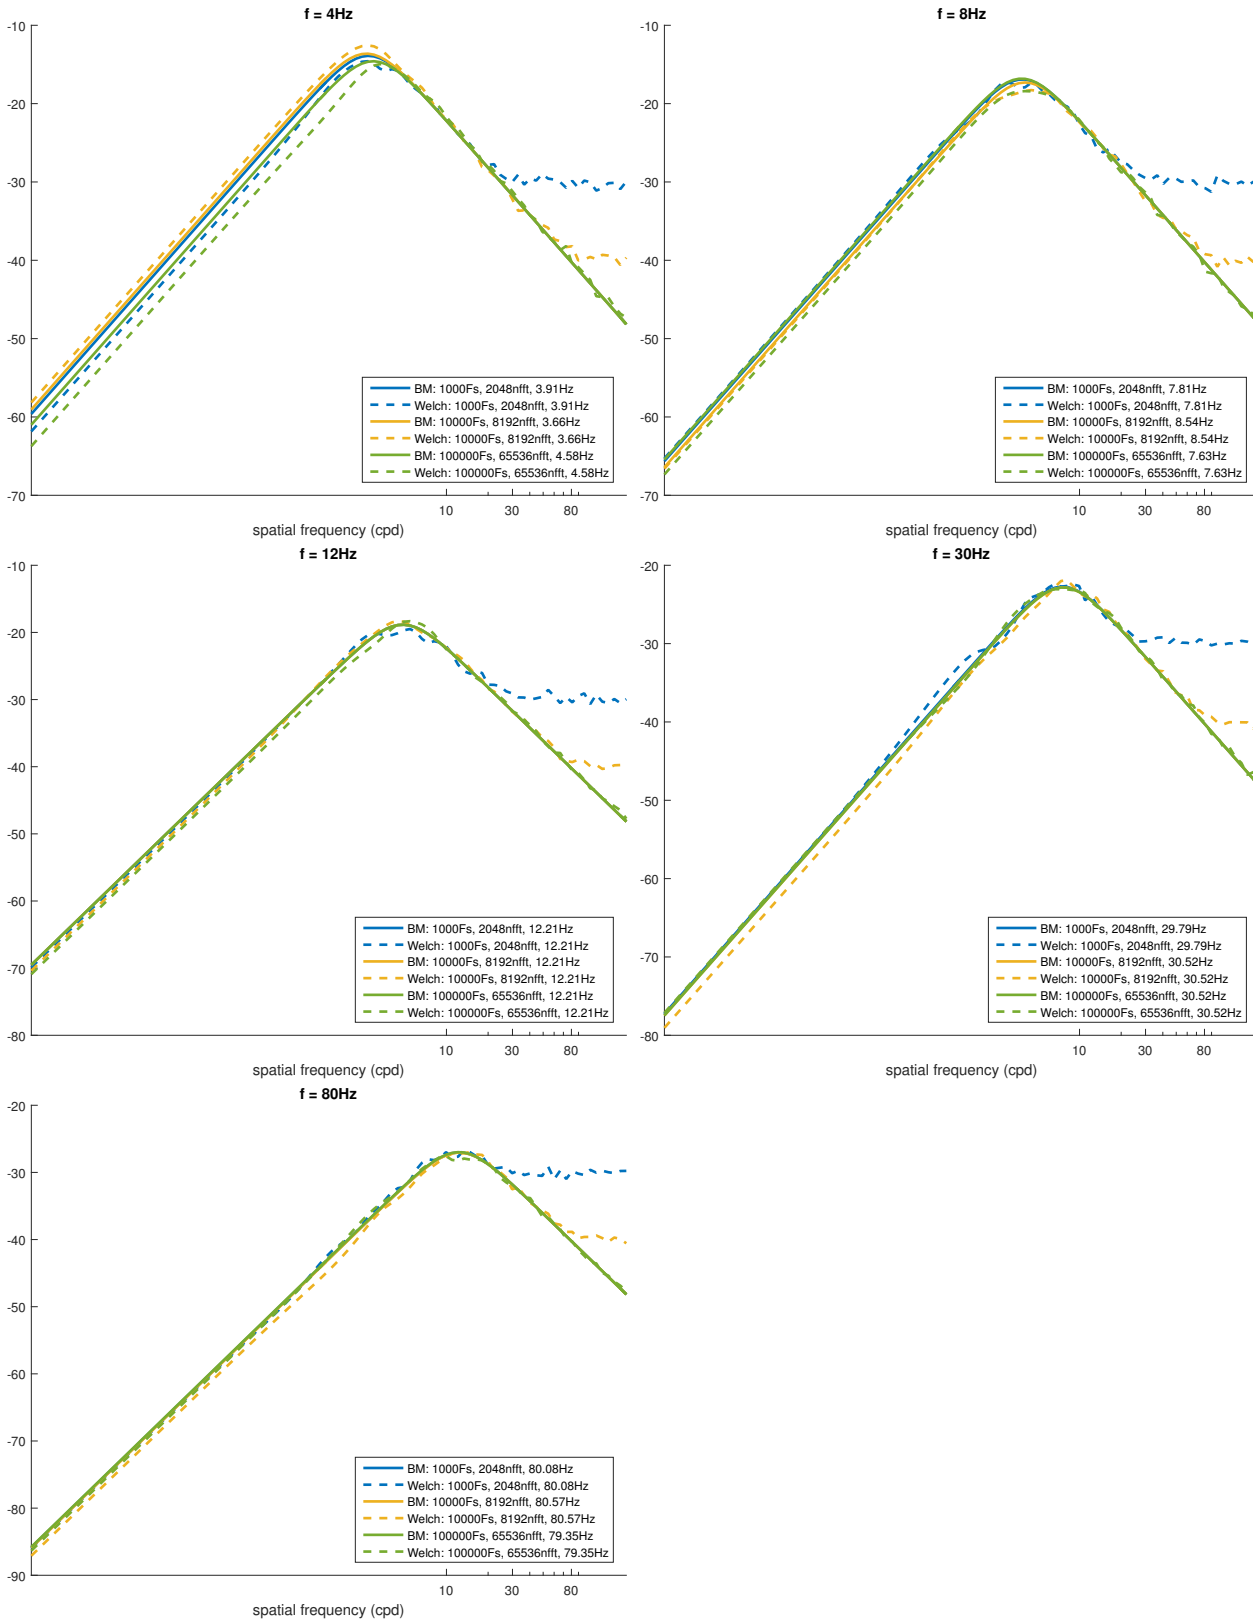 f = 4Hz
-10
-20
-30
-40
-50
-60
-70
BM: 1000Fs, 2048nfft, 3.91Hz
Welch: 1000Fs, 2048nfft, 3.91Hz
BM: 10000Fs, 8192nfft, 3.66Hz
Welch: 10000Fs, 8192nfft, 3.66Hz
BM: 100000Fs, 65536nfft, 4.58Hz
Welch: 100000Fs, 65536nfft, 4.58Hz
10 30 80
spatial frequency (cpd)
f = 8Hz
-10
-20
-30
-40
-50
-60
-70
BM: 1000Fs, 2048nfft, 7.81Hz
Welch: 1000Fs, 2048nfft, 7.81Hz
BM: 10000Fs, 8192nfft, 8.54Hz
Welch: 10000Fs, 8192nfft, 8.54Hz
BM: 100000Fs, 65536nfft, 7.63Hz
Welch: 100000Fs, 65536nfft, 7.63Hz
10 30 80
spatial frequency (cpd)
f = 12Hz
-10
-20
-30
-40
-50
-60
-70
-80
BM: 1000Fs, 2048nfft, 12.21Hz
Welch: 1000Fs, 2048nfft, 12.21Hz
BM: 10000Fs, 8192nfft, 12.21Hz
Welch: 10000Fs, 8192nfft, 12.21Hz
BM: 100000Fs, 65536nfft, 12.21Hz
Welch: 100000Fs, 65536nfft, 12.21Hz
10 30 80
spatial frequency (cpd)
f = 30Hz
-20
-30
-40
-50
-60
-70
-80
BM: 1000Fs, 2048nfft, 29.79Hz
Welch: 1000Fs, 2048nfft, 29.79Hz
BM: 10000Fs, 8192nfft, 30.52Hz
Welch: 10000Fs, 8192nfft, 30.52Hz
BM: 100000Fs, 65536nfft, 30.52Hz
Welch: 100000Fs, 65536nfft, 30.52Hz
10 30 80
spatial frequency (cpd)
f = 80Hz
-20
-30
-40
-50
-60
-70
-80
-90
BM: 1000Fs, 2048nfft, 80.08Hz
Welch: 1000Fs, 2048nfft, 80.08Hz
BM: 10000Fs, 8192nfft, 80.57Hz
Welch: 10000Fs, 8192nfft, 80.57Hz
BM: 100000Fs, 65536nfft, 79.35Hz
Welch: 100000Fs, 65536nfft, 79.35Hz
10 30 80
spatial frequency (cpd)